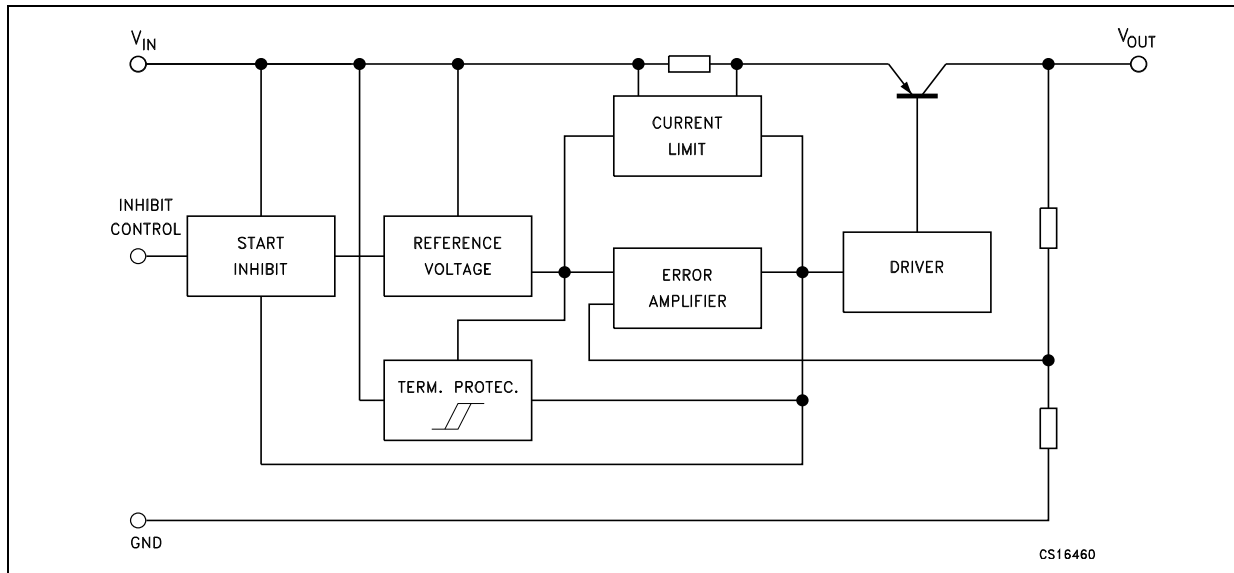 VIN
VOUT
CURRENT
LIMIT
INHIBIT
CONTROL
START
INHIBIT
REFERENCE
VOLTAGE
ERROR
AMPLIFIER
DRIVER
TERM. PROTEC.
GND
CS16460